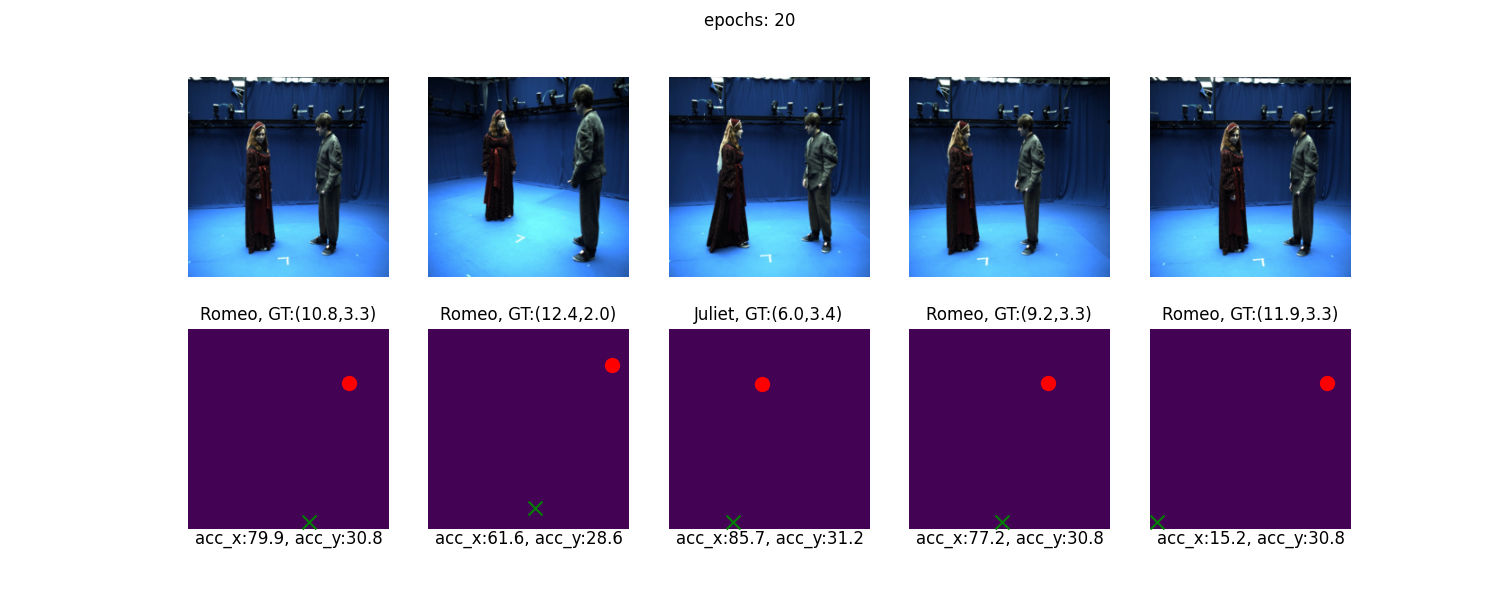 epochs: 20
Romeo, GT:(10.8,3.3)
Romeo, GT:(12.4,2.0)
Juliet, GT:(6.0,3.4)
Romeo, GT:(9.2,3.3)
Romeo, GT:(11.9,3.3)
acc_x:79.9, acc_y:30.8
acc_x:61.6, acc_y:28.6
acc_x:85.7, acc_y:31.2
acc_x:77.2, acc_y:30.8
acc_x:15.2, acc_y:30.8